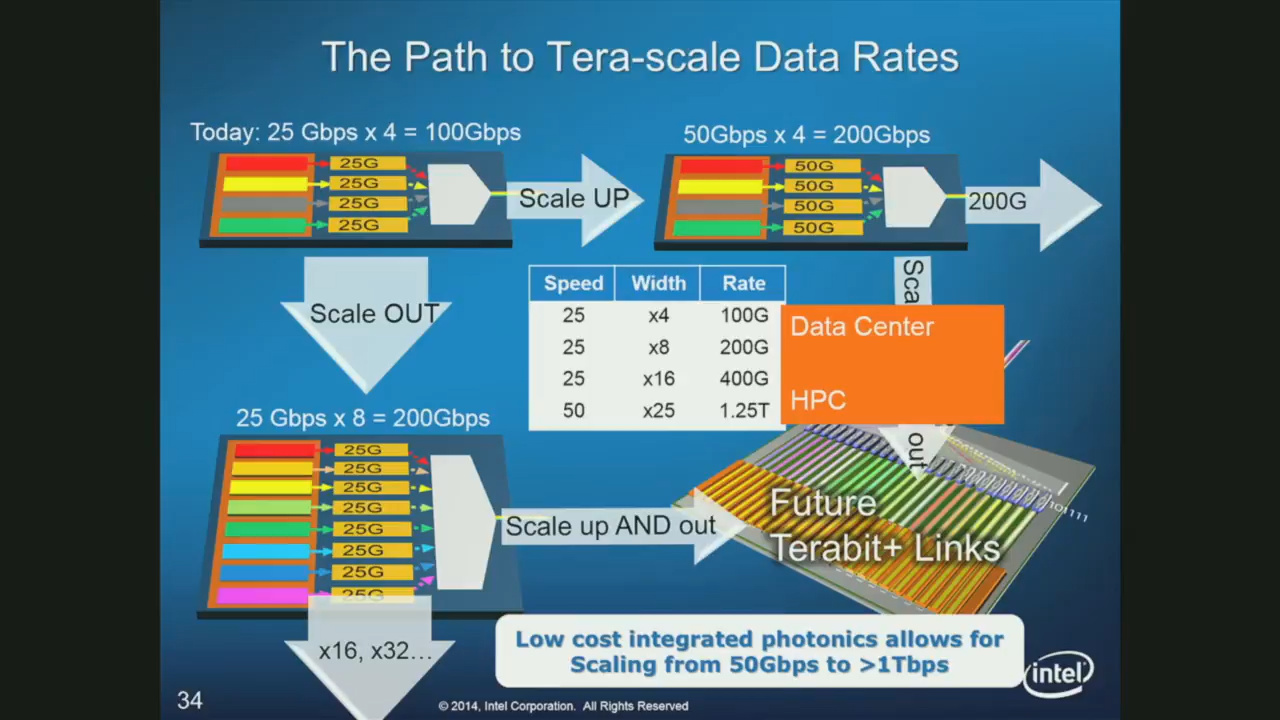 The Path to Tera-scale Data Rates
Today: 25 Gbps x 4 = 100Gbps
25G
25G
25G
25G
Scale UP
50Gbps x 4 = 200Gbps
50G
50G
50G
50G
200G
Scale OUT
Speed Width Rate
25 x4 100G
25 x8 200G
25 x16 400G
50 x25 1.25T
Data Center
HPC
out
25 Gbps x 8 = 200Gbps
25G
25G
25G
25G
25G
25G
25G
25G
Scale up AND out
Future
Terabit+ Links
x16, x32...
Low cost integrated photonics allows for
Scaling from 50Gbps to >1Tbps
intel
34
© 2014, Intel Corporation. All Rights Reserved